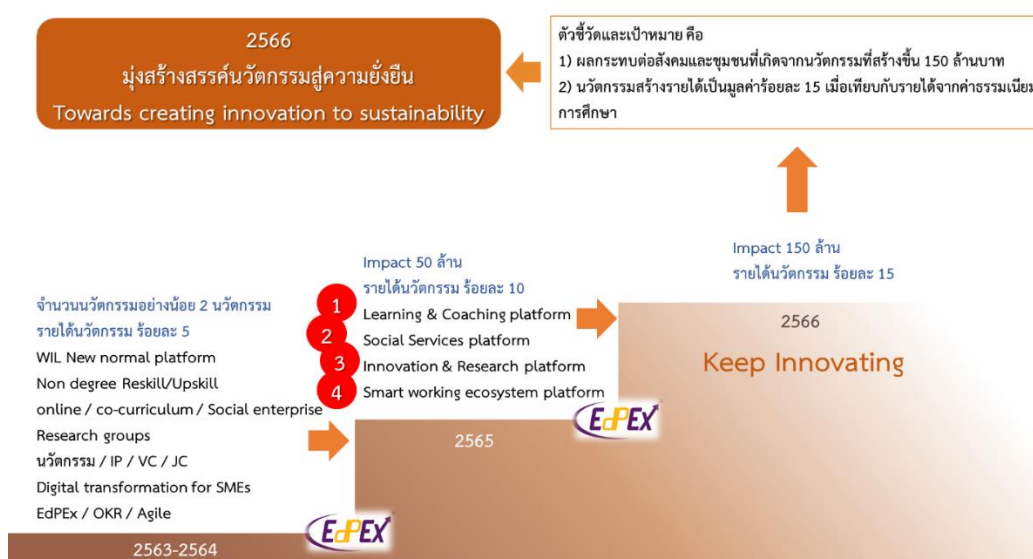 2566
มุ่งสร้างสรรค์นวัตกรรมสู่ความยั่งยืน
Towards creating innovation to sustainability
ตัวชี้วัดและเป้าหมาย คือ
1) ผลกระทบต่อสังคมและชุมชนที่เกิดจากนวัตกรรมที่สร้างขึ้น 150 ล้านบาท
2) นวัตกรรมสร้างรายได้เป็นมูลค่าร้อยละ 15 เมื่อเทียบกับรายได้จากค่าธรรมเนียม
การศึกษา
จำนวนนวัตกรรมอย่างน้อย 2 นวัตกรรม
รายได้นวัตกรรม ร้อยละ 5
WIL New normal platform
Non degree Reskill/Upskill
online / co-curriculum / Social enterprise
Research groups
นวัตกรรม / IP / VC / JC
Digital transformation for SMEs
EdPEx / OKR / Agile
2563-2564
EdPEX
Impact 50 ล้าน
รายได้นวัตกรรม ร้อยละ 10
1 Learning & Coaching platform
2 Social Services platform
3 Innovation & Research platform
4 Smart working ecosystem platform
2565
EdPEX
Impact 150 ล้าน
รายได้นวัตกรรม ร้อยละ 15
2566
Keep Innovating